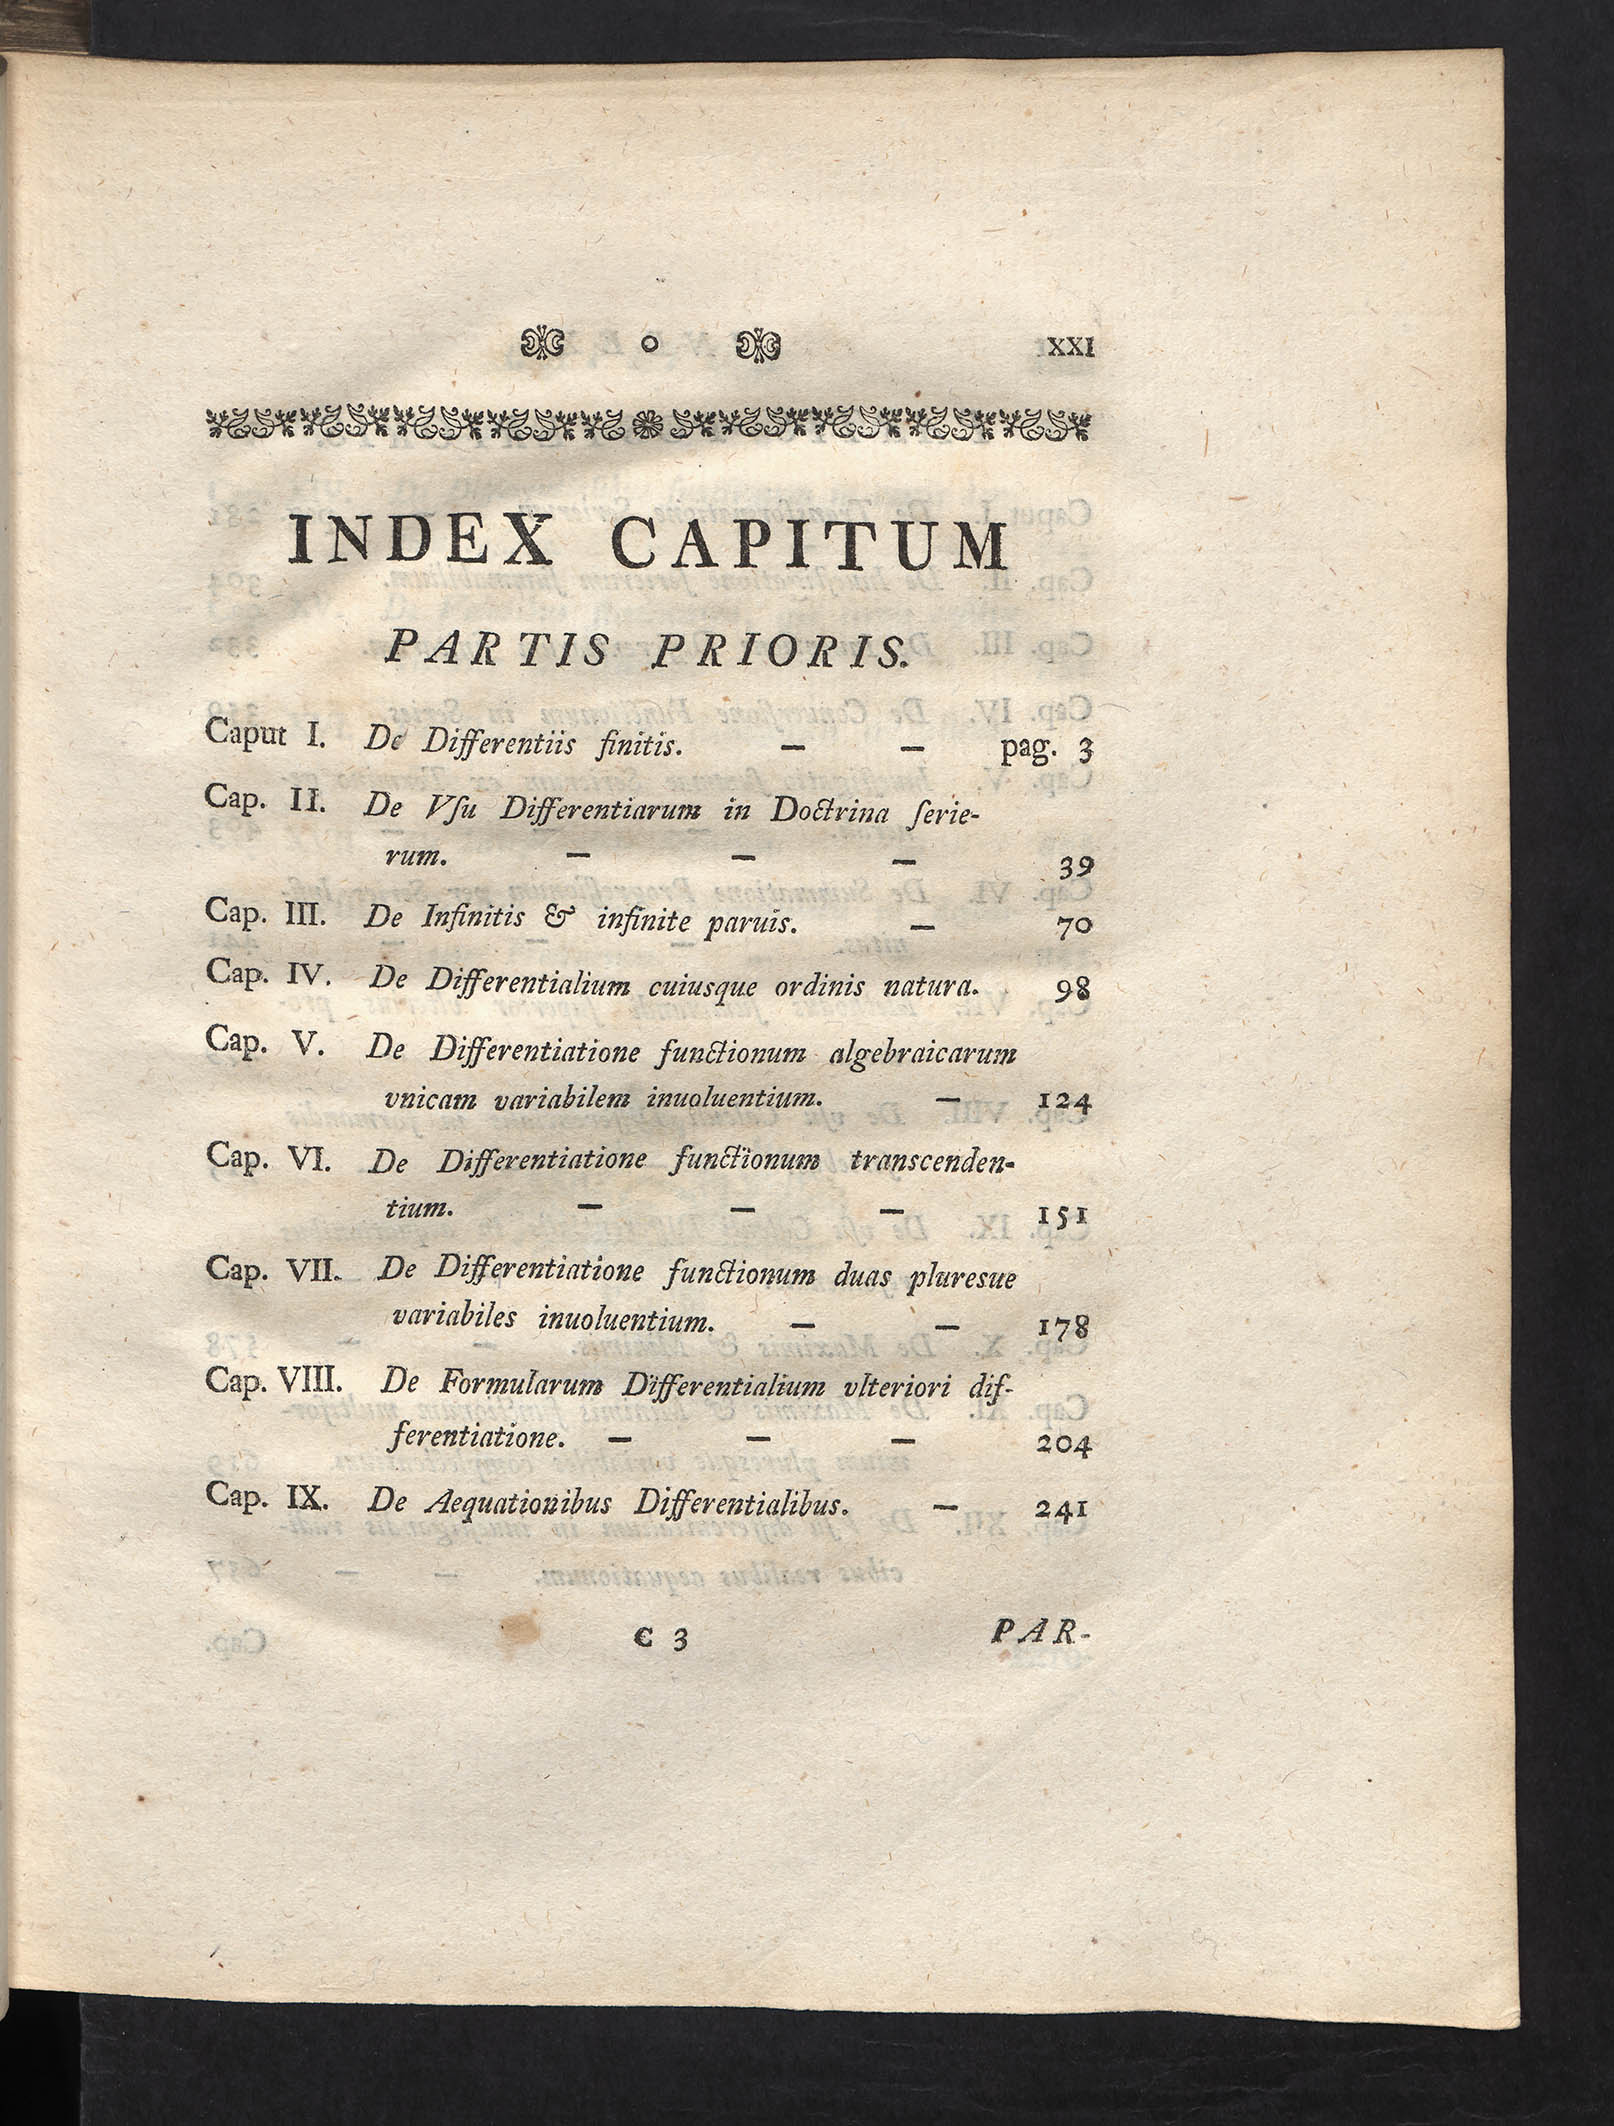 o XXI
INDEX CAPITUM
PARTIS PRIORIS.
Caput I. De Differentiis finitis. — — pag. 3
Cap. II. De Vſu Differentiarum in Doctrina ſerie-
rum. — — — 39
Cap. III. De Infinitis & infinite paruis. — 70
Cap. IV. De Differentialium cuiusque ordinis natura. 98
Cap. V. De Differentiatione functionum algebraicarum
vnicam variabilem inuoluentium. — 124
Cap. VI. De Differentiatione functionum transcenden-
tium. — — — 151
Cap. VII. De Differentiatione functionum duas pluresue
variabiles inuoluentium. — — 178
Cap. VIII. De Formularum Differentialium vlteriori dif-
ferentiatione. — — — 204
Cap. IX. De Aequationibus Differentialibus. — 241
c 3 PAR-